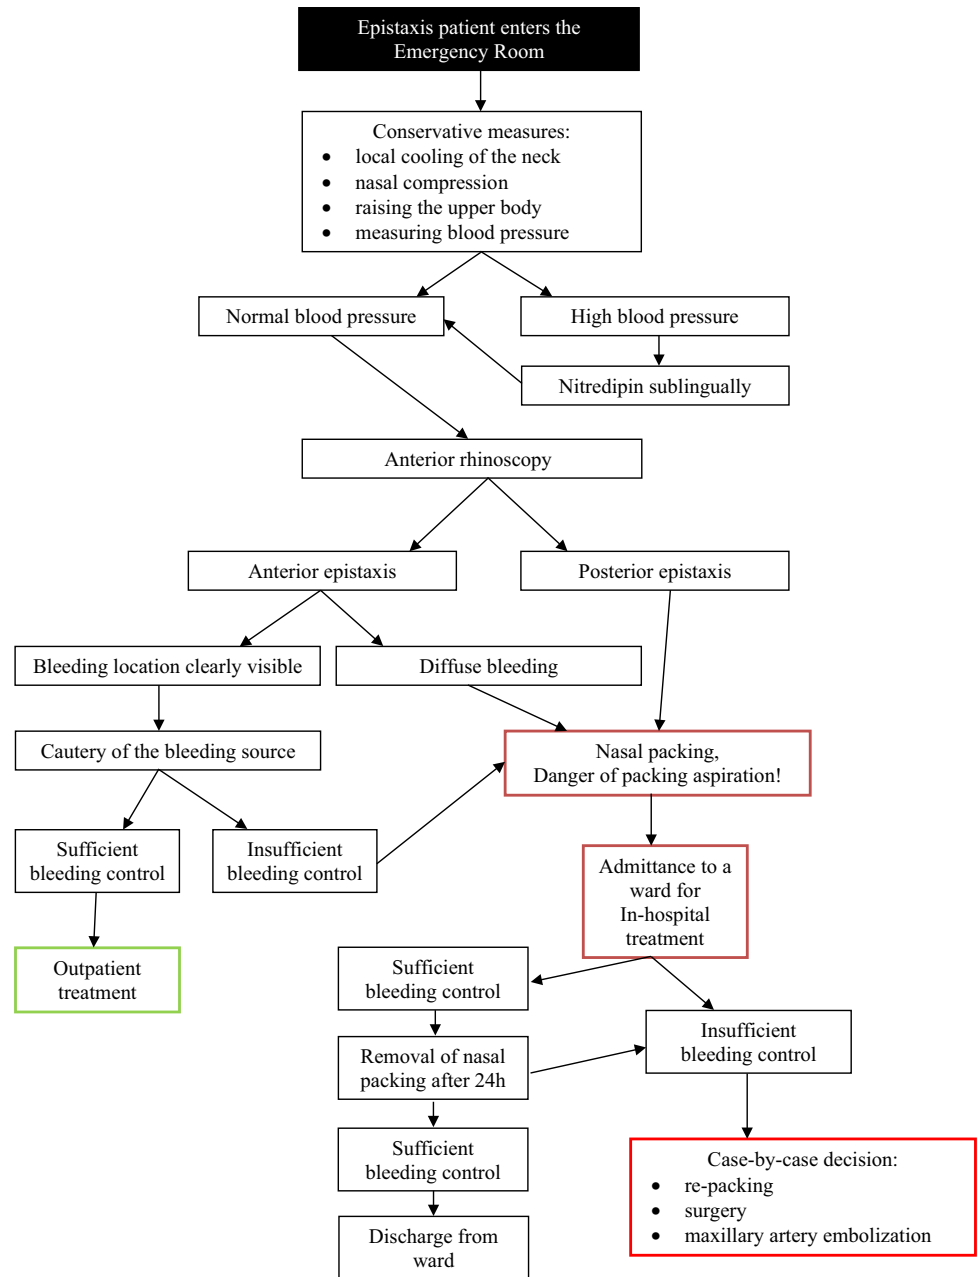 Epistaxis patient enters the
Emergency Room
Conservative measures:
• local cooling of the neck
• nasal compression
• raising the upper body
• measuring blood pressure
Normal blood pressure
High blood pressure
Nitredipin sublingually
Anterior rhinoscopy
Anterior epistaxis
Posterior epistaxis
Bleeding location clearly visible
Diffuse bleeding
Cautery of the bleeding source
Nasal packing,
Danger of packing aspiration!
Sufficient
bleeding control
Insufficient
bleeding control
Admittance to a
ward for
In-hospital
treatment
Outpatient
treatment
Sufficient
bleeding control
Insufficient
bleeding control
Removal of nasal
packing after 24h
Sufficient
bleeding control
Case-by-case decision:
• re-packing
• surgery
• maxillary artery embolization
Discharge from
ward